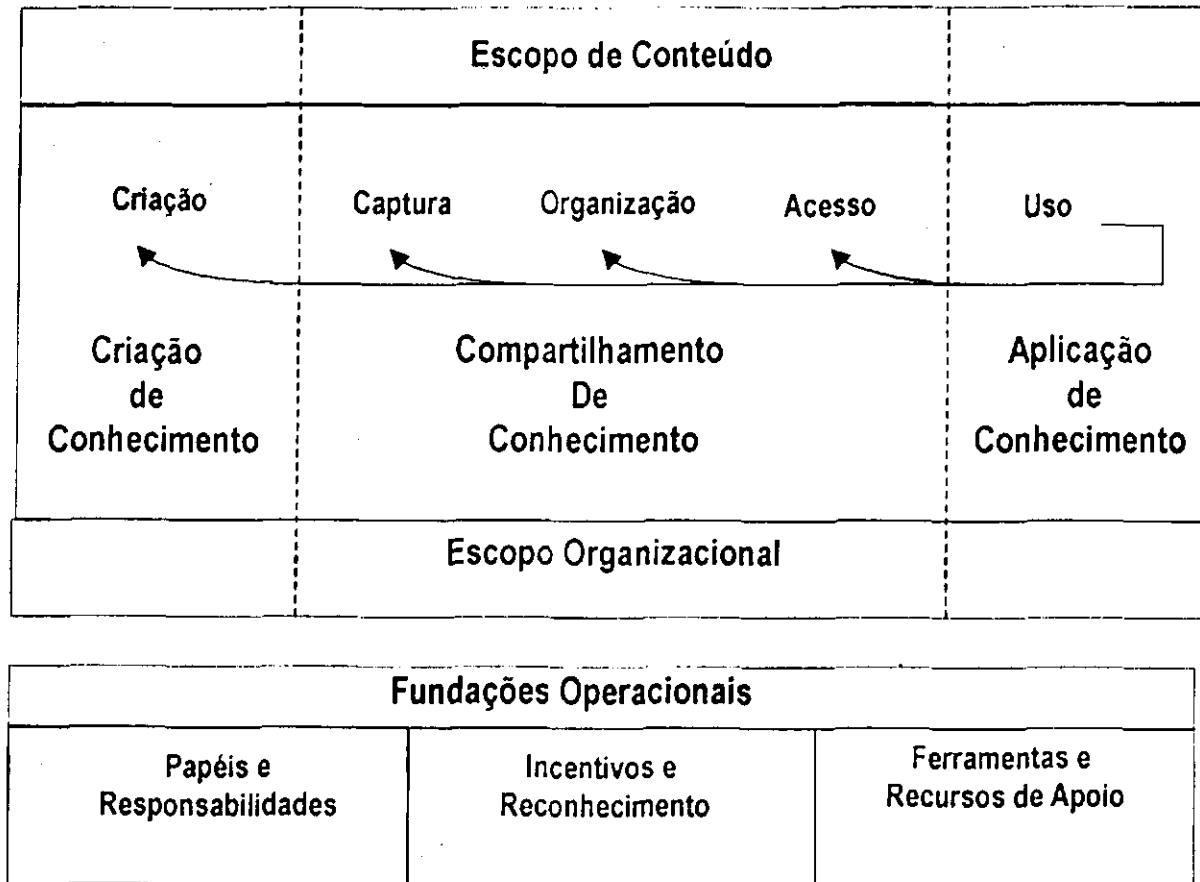 Escopo de Conteúdo
Criação Captura Organização Acesso Uso
Criação
de
Conhecimento
Compartilhamento
De
Conhecimento
Aplicação
de
Conhecimento
Escopo Organizacional
Fundações Operacionais
Papéis e
Responsabilidades
Incentivos e
Reconhecimento
Ferramentas e
Recursos de Apoio